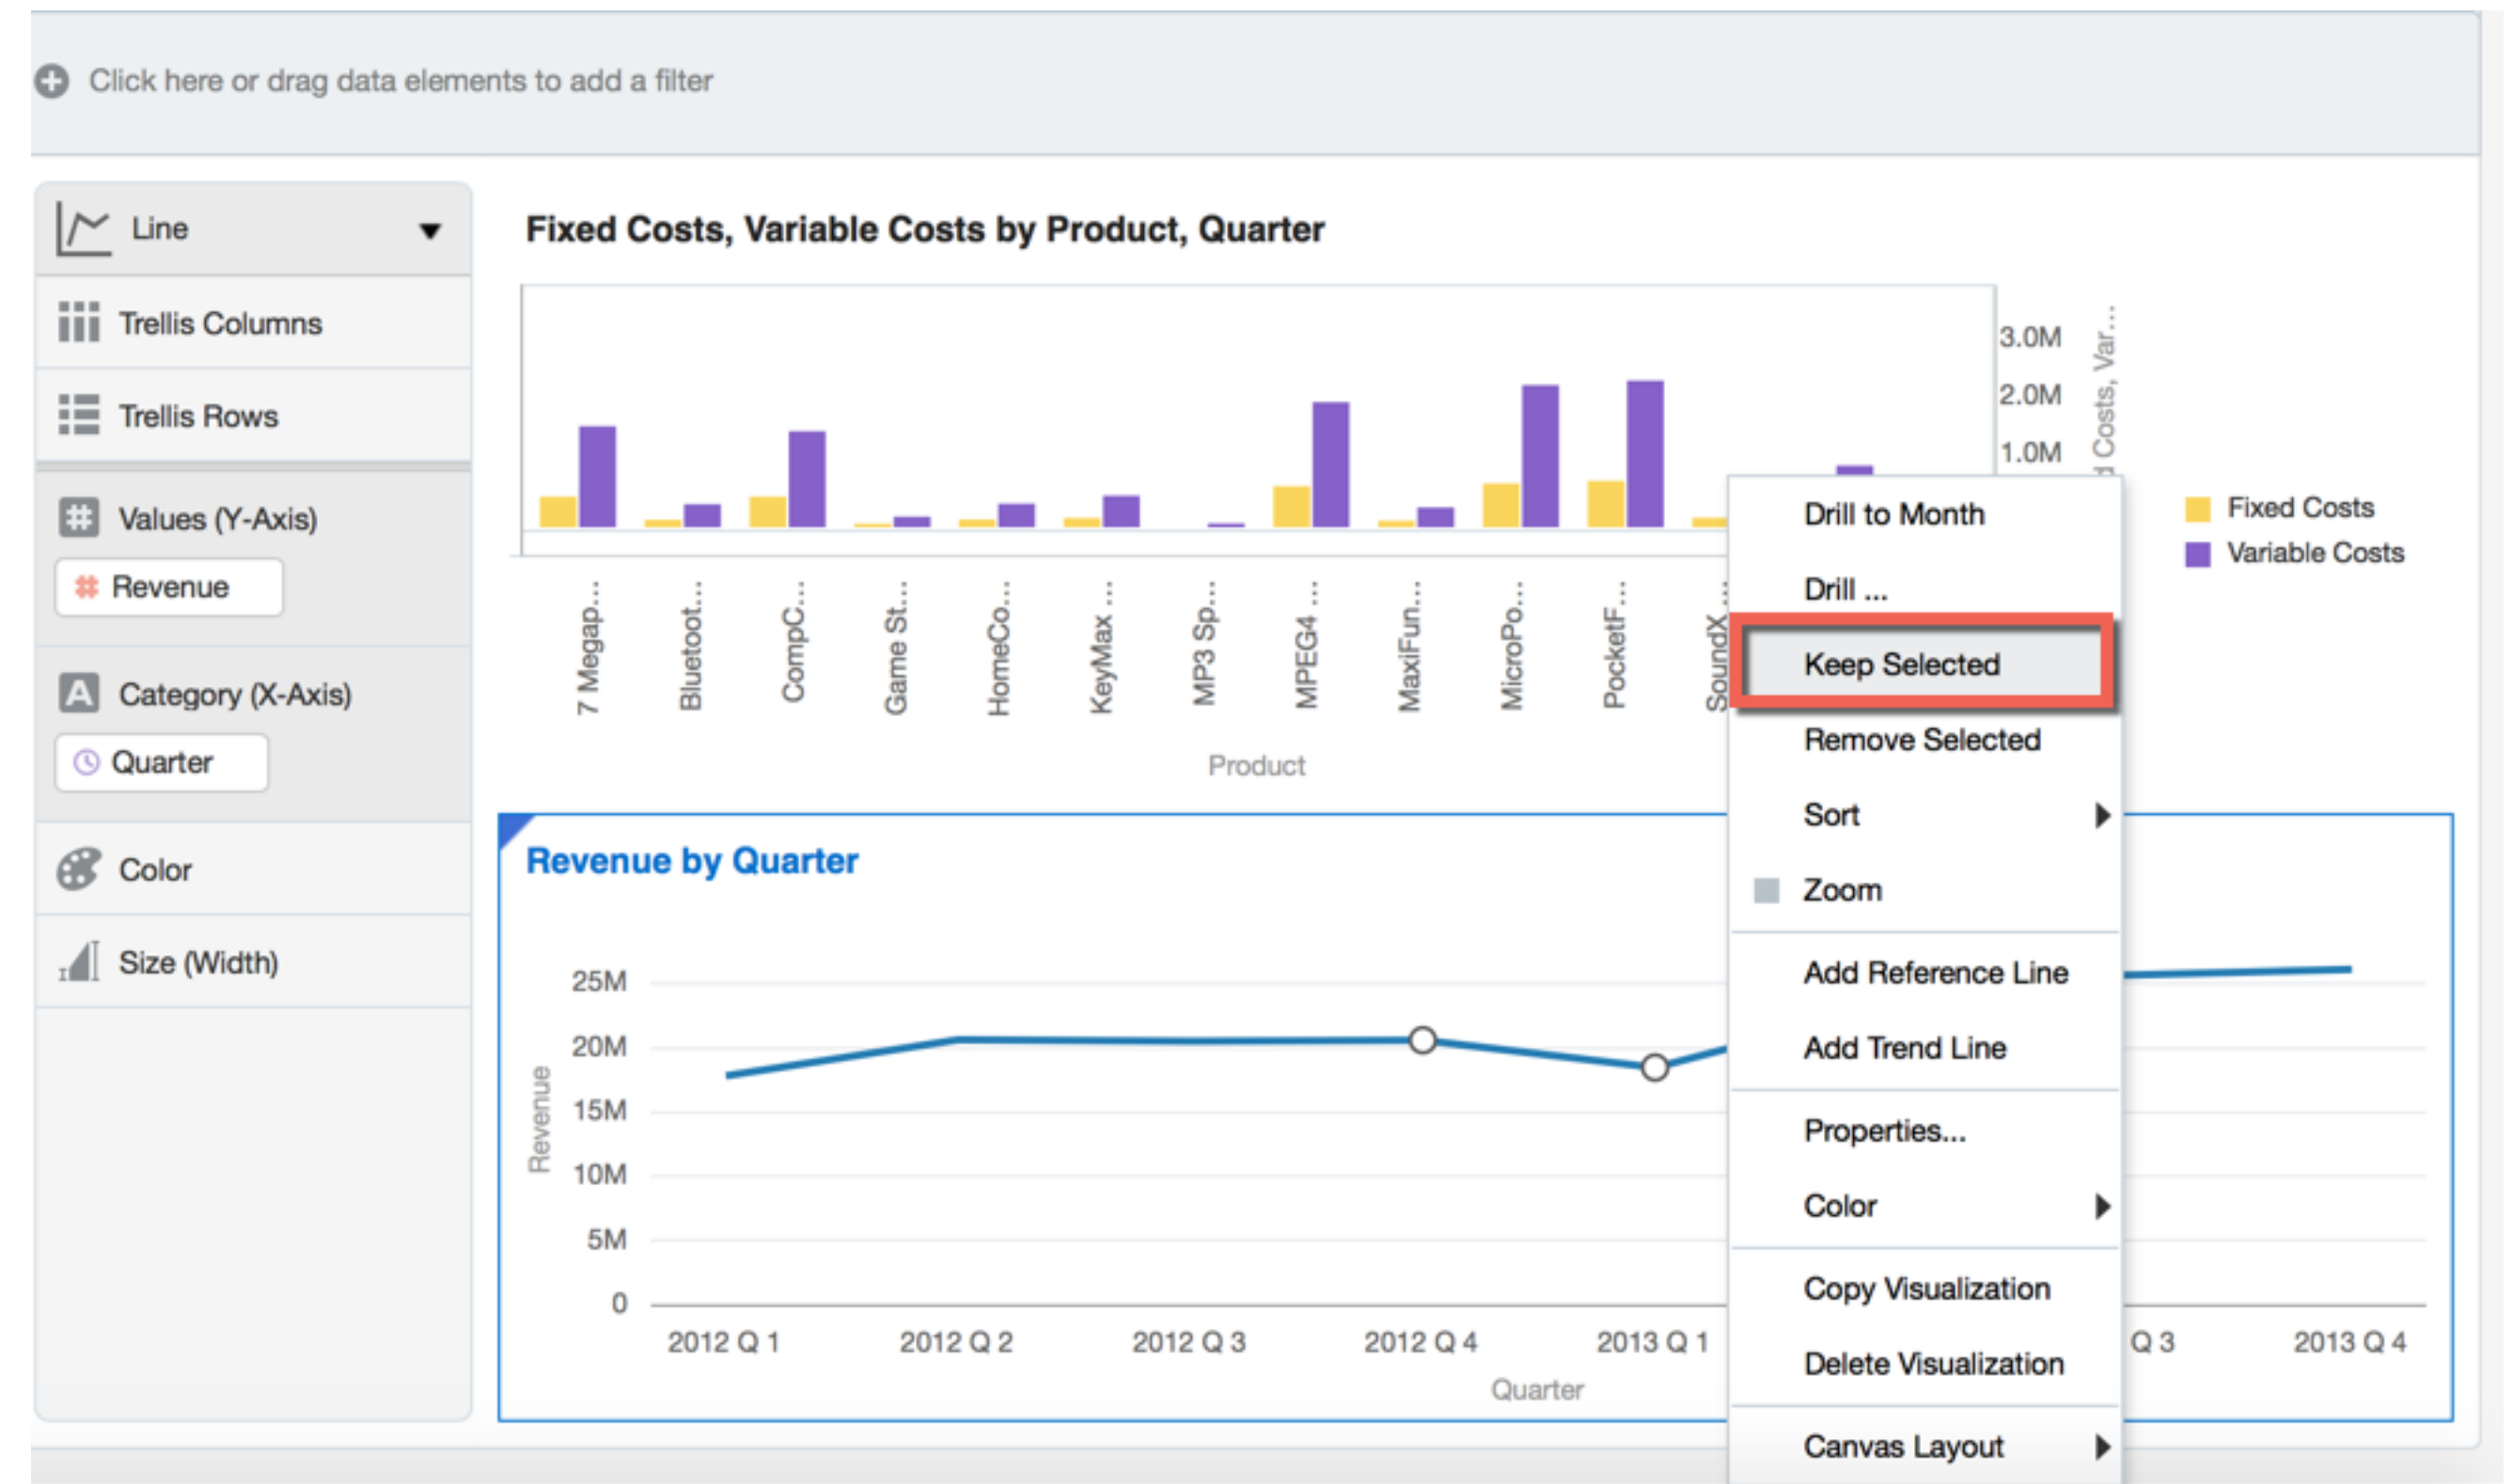 Click here or drag data elements to add a filter
Line
Trellis Columns
Trellis Rows
Values (Y-Axis)
Revenue
Category (X-Axis)
Quarter
Color
Size (Width)
Fixed Costs, Variable Costs by Product, Quarter
3.0M
2.0M
1.0M
d Costs, Var...
Fixed Costs
Variable Costs
7 Megap...
Bluetoot...
CompC...
Game St...
HomeCo...
KeyMax ...
MP3 Sp...
MPEG4 ...
MaxiFun...
MicroPo...
PocketF...
SoundX ...
Product
Drill to Month
Drill ...
Keep Selected
Remove Selected
Sort
Zoom
Add Reference Line
Add Trend Line
Properties...
Color
Copy Visualization
Delete Visualization
Canvas Layout
Revenue by Quarter
Revenue
25M
20M
15M
10M
5M
0
2012 Q 1
2012 Q 2
2012 Q 3
2012 Q 4
2013 Q 1
Q 3
2013 Q 4
Quarter